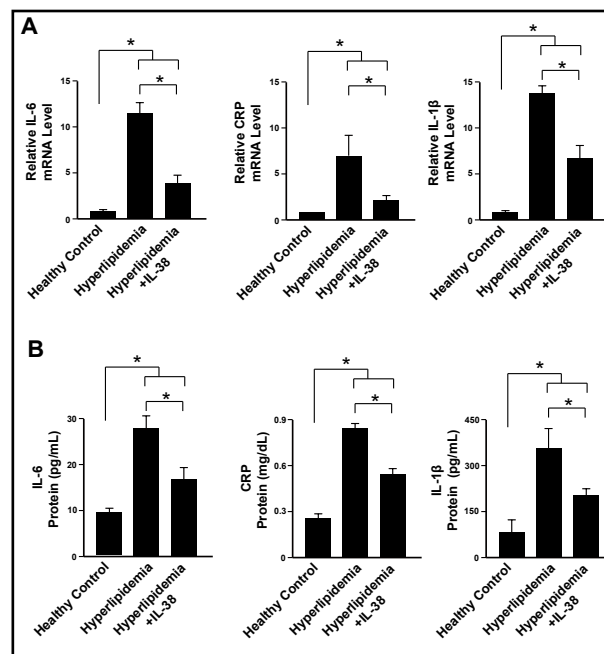 A
*
*
Relative IL-6
mRNA Level
15
10
5
0
Healthy Control
Hyperlipidemia
Hyperlipidemia
+IL-38
*
*
Relative CRP
mRNA Level
15
10
5
0
Healthy Control
Hyperlipidemia
Hyperlipidemia
+IL-38
*
*
Relative IL-1β
mRNA Level
15
10
5
0
Healthy Control
Hyperlipidemia
Hyperlipidemia
+IL-38
B
*
*
IL-6
Protein (pg/mL)
30
20
10
0
Healthy Control
Hyperlipidemia
Hyperlipidemia
+IL-38
*
*
CRP
Protein (mg/dL)
0.9
0.6
0.3
0
Healthy Control
Hyperlipidemia
Hyperlipidemia
+IL-38
*
*
IL-1β
Protein (pg/mL)
450
300
150
0
Healthy Control
Hyperlipidemia
Hyperlipidemia
+IL-38